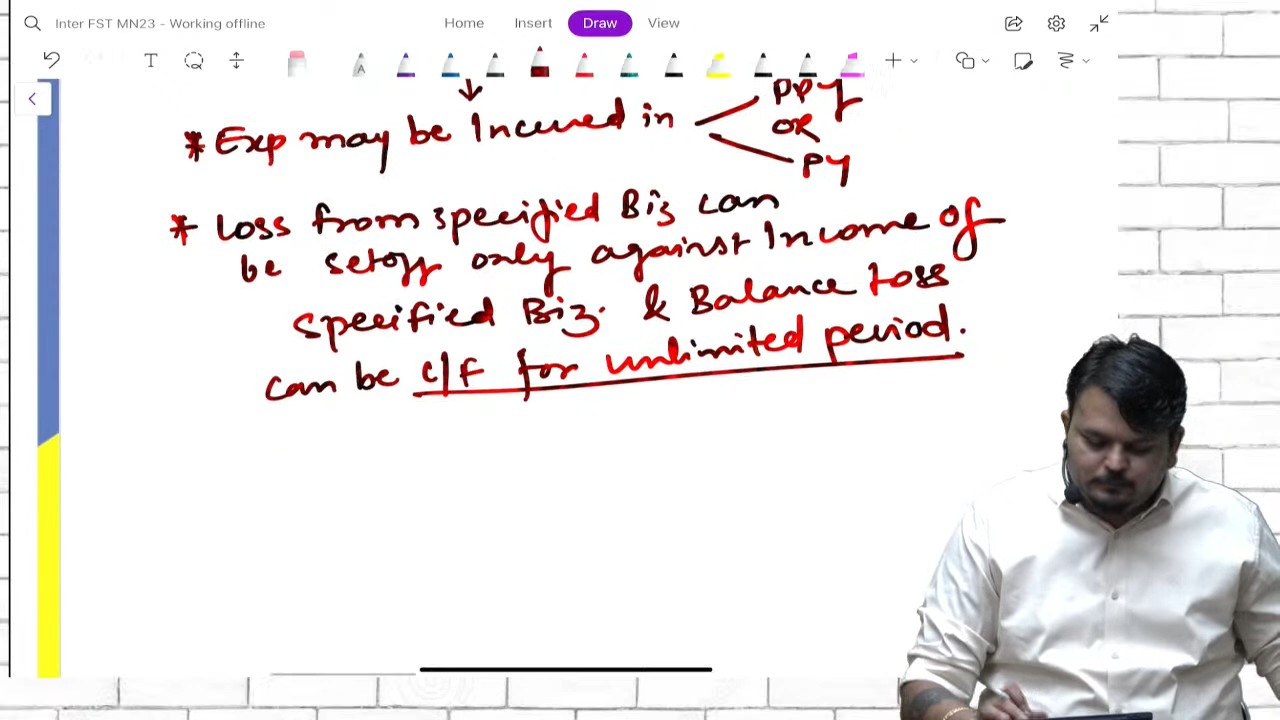 Inter FST MN23 - Working offline
Home Insert Draw View
T
A
PPY
* Exp may be Incurred in OR
PY
* Loss from specified Biz can
be setoff only against Income of
specified Biz. & Balance Loss
can be c/f for unlimited period.